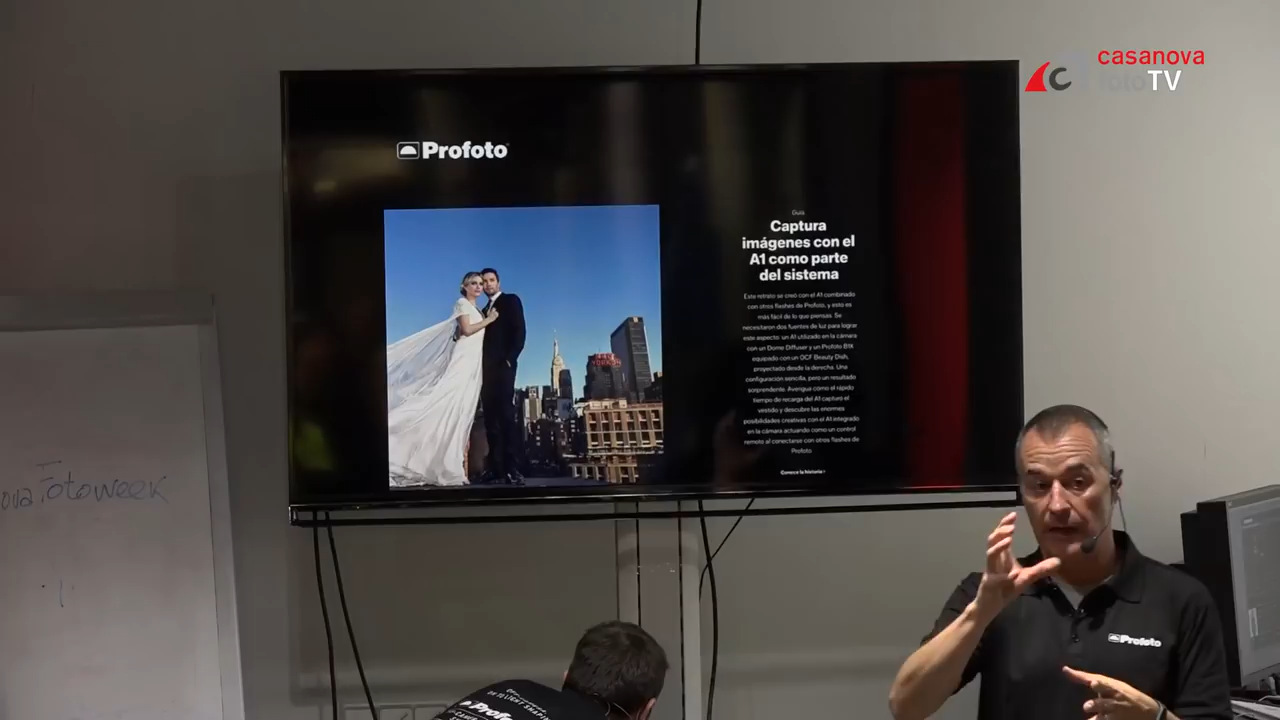 casanova
fotoTV
Profoto
Guía
Captura
imágenes con el
A1 como parte
del sistema
Este retrato se creó con el A1 combinado
con otros flashes de Profoto, y esto es
más fácil de lo que piensas. Se
necesitaron dos fuentes de luz para lograr
este aspecto: un A1 utilizado en la cámara
con un Dome Diffuser y un Profoto B1X
equipado con un OCF Beauty Dish,
proyectado desde la derecha. Una
configuración sencilla, pero un resultado
sorprendente. Averigua cómo el rápido
tiempo de recarga del A1 capturó el
vestido y descubre las enormes
posibilidades creativas con el A1 integrado
en la cámara actuando como un control
remoto al conectarse con otros flashes de
Profoto
Conoce la historia ›
ova Fotoweek
Profoto
Profoto